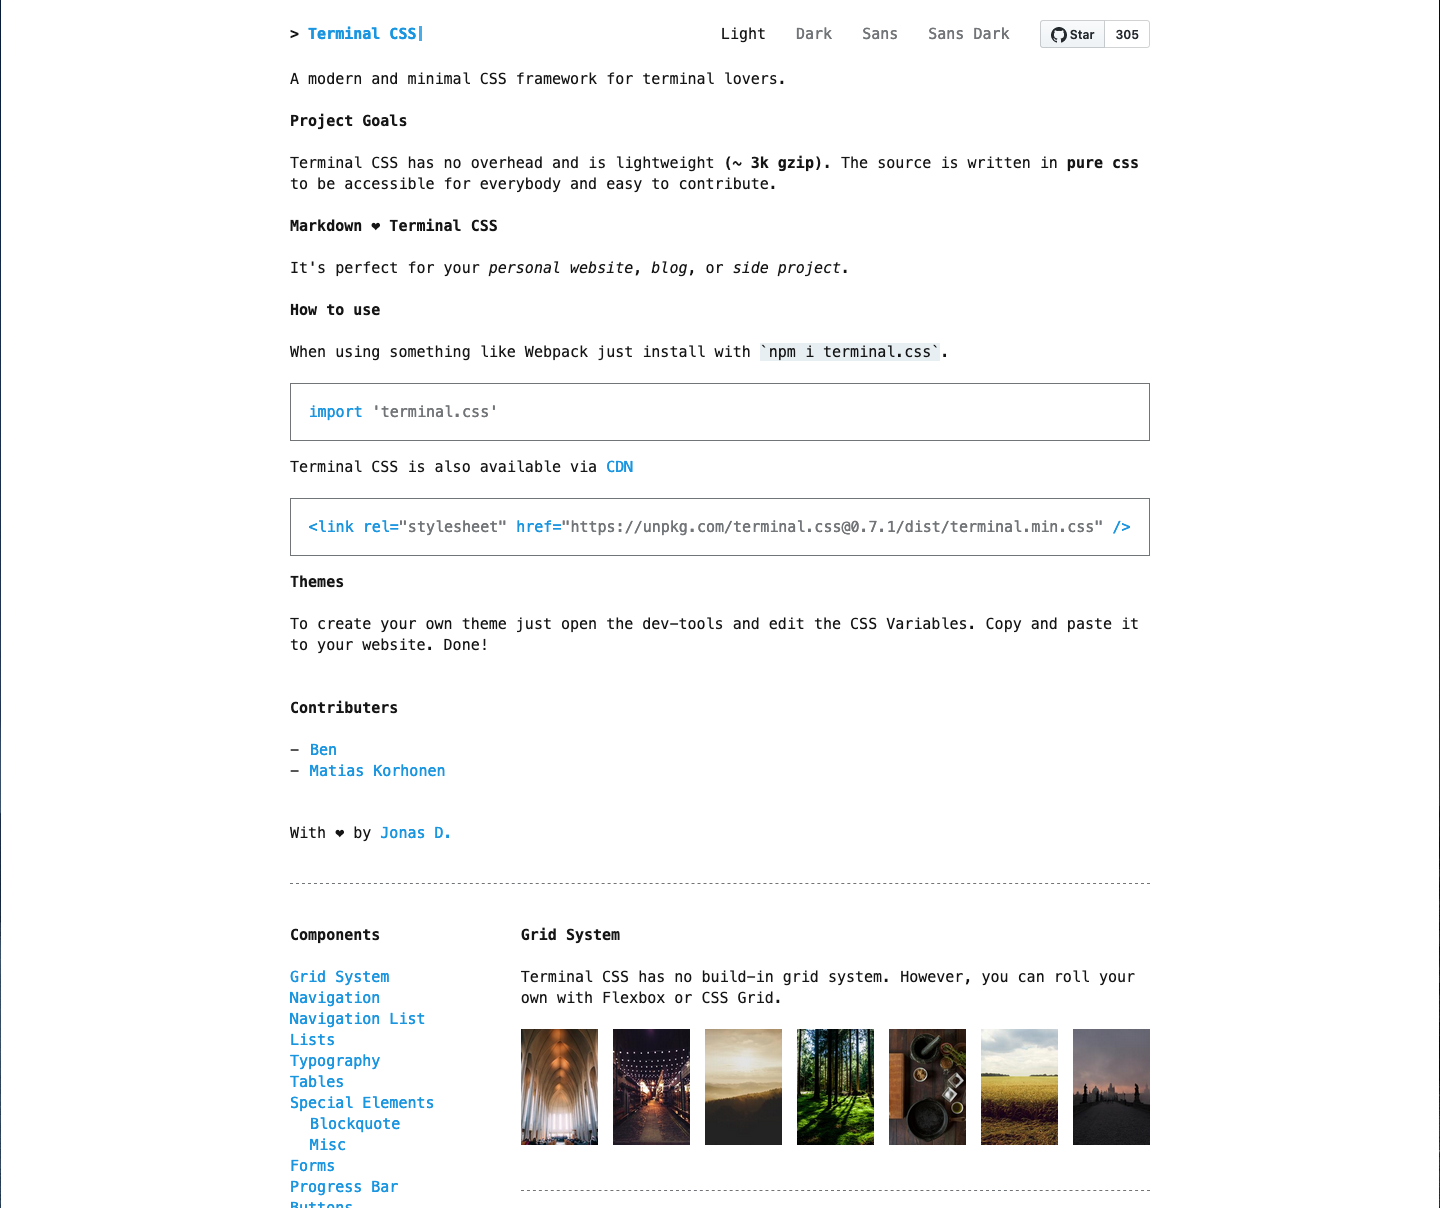 > Terminal CSS
Light Dark Sans Sans Dark Star 305
A modern and minimal CSS framework for terminal lovers.
Project Goals
Terminal CSS has no overhead and is lightweight (~ 3k gzip). The source is written in pure css
to be accessible for everybody and easy to contribute.
Markdown ❤ Terminal CSS
It's perfect for your personal website, blog, or side project.
How to use
When using something like Webpack just install with `npm i terminal.css`.
import 'terminal.css'
Terminal CSS is also available via CDN
<link rel="stylesheet" href="https://unpkg.com/terminal.css@0.7.1/dist/terminal.min.css" />
Themes
To create your own theme just open the dev-tools and edit the CSS Variables. Copy and paste it
to your website. Done!
Contributers
- Ben
- Matias Korhonen
With ❤ by Jonas D.
Components
Grid System
Navigation
Navigation List
Lists
Typography
Tables
Special Elements
Blockquote
Misc
Forms
Progress Bar
Buttons
Grid System
Terminal CSS has no build-in grid system. However, you can roll your
own with Flexbox or CSS Grid.